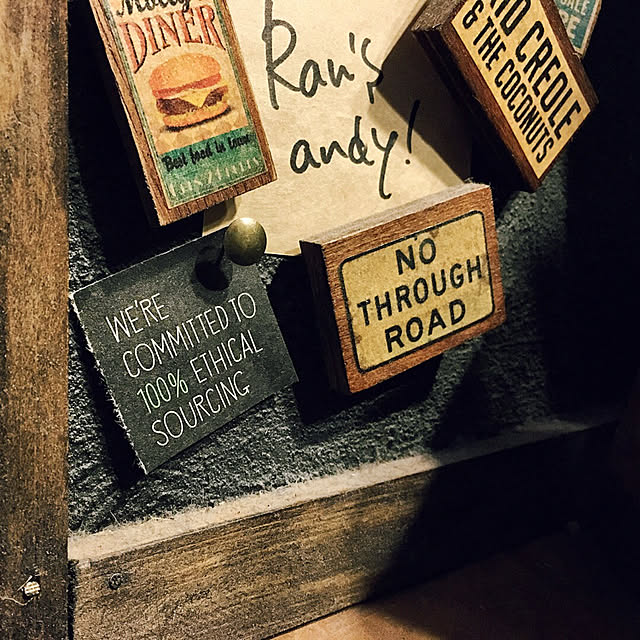 Molly's
DINER
Best food in town!
Ran's
andy!
CREOLE
& THE COCONUTS
NO
THROUGH
ROAD
WE'RE
COMMITTED TO
100% ETHICAL
SOURCING